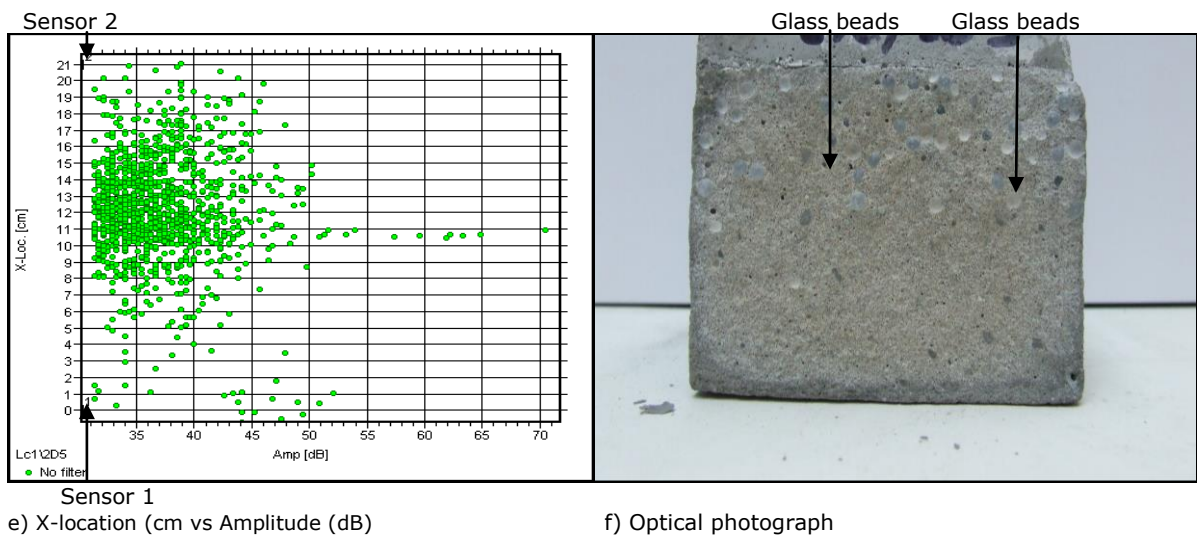 Sensor 2
Glass beads Glass beads
2
21
20
19
18
17
16
15
14
13
12
11
10
9
8
7
6
5
4
3
2
1
0
X-Loc. [cm]
1
35 40 45 50 55 60 65 70
Amp [dB]
Lc1\2D5
No filter
Sensor 1
e) X-location (cm vs Amplitude (dB)
f) Optical photograph